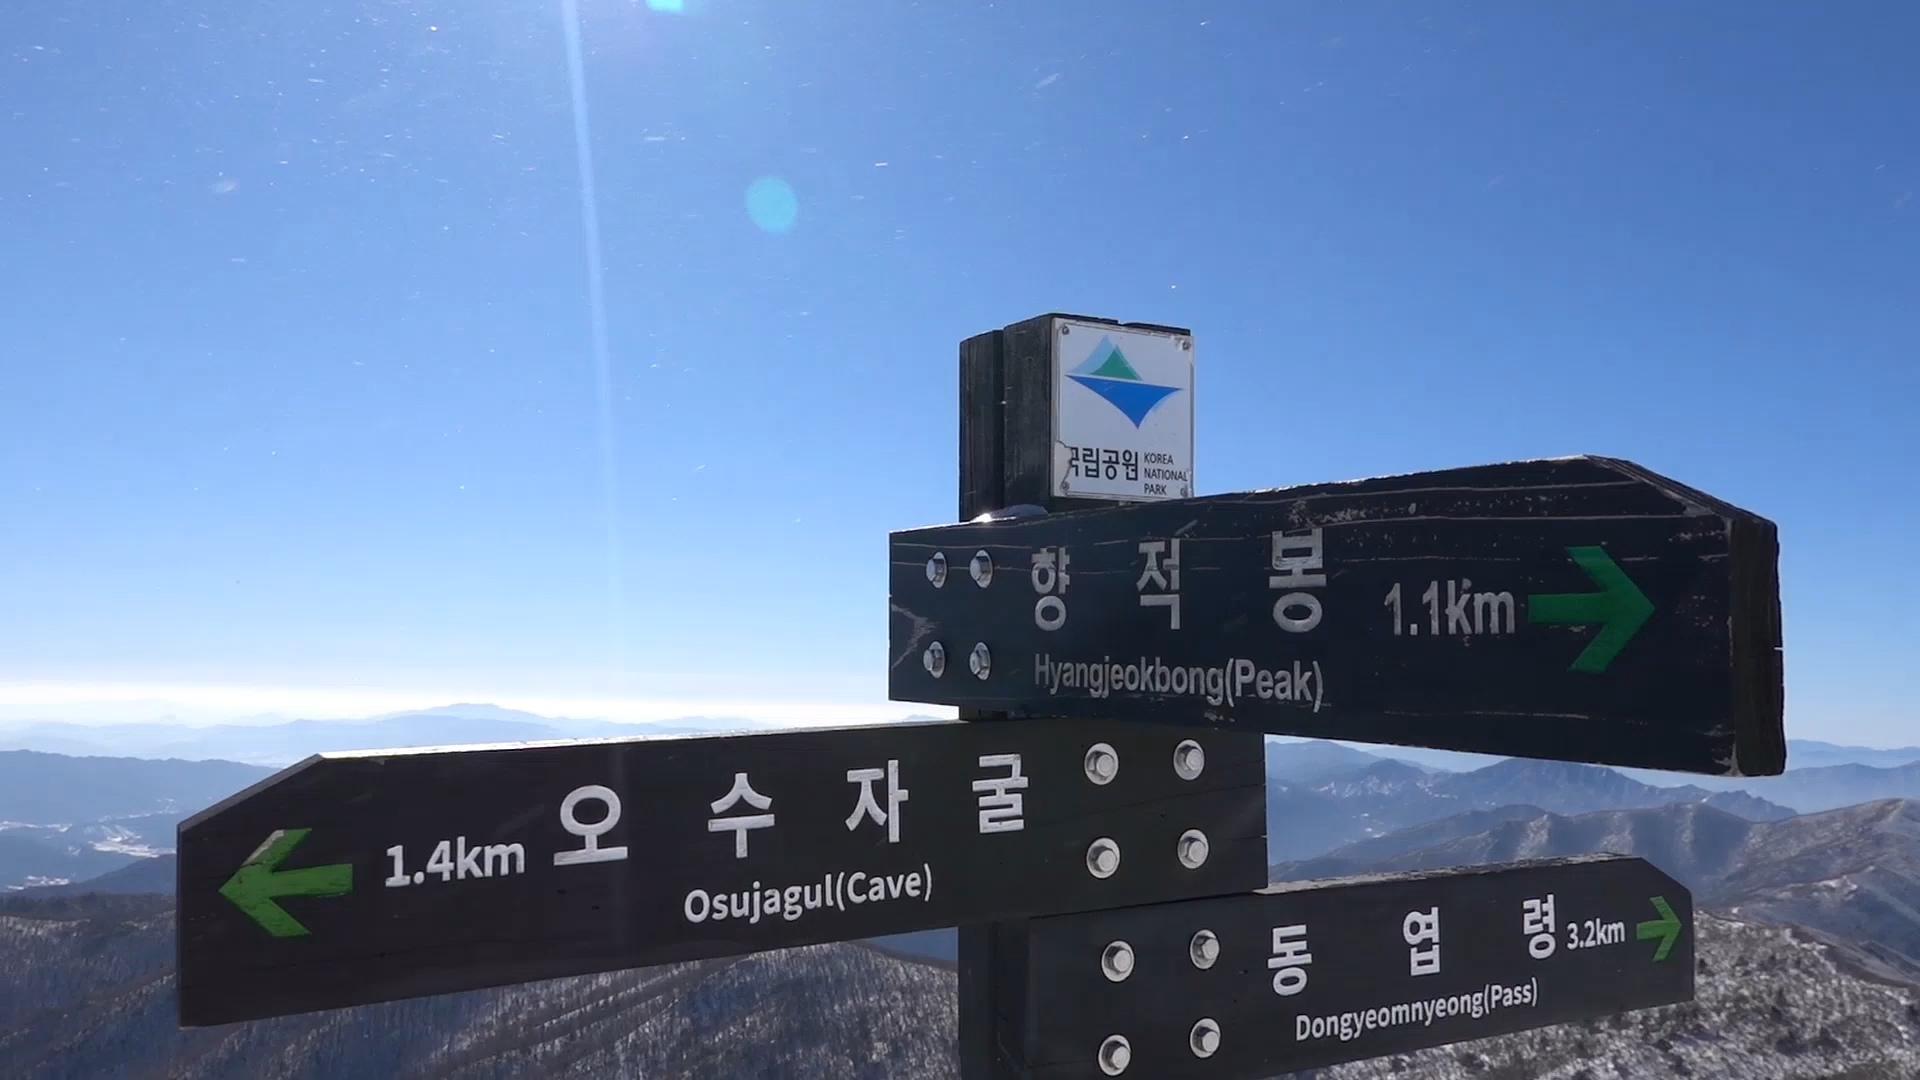 국립공원
KOREA
NATIONAL
PARK
향적봉 1.1km
Hyangjeokbong(Peak)
1.4km 오수자굴
Osujagul(Cave)
동엽령 3.2km
Dongyeomnyeong(Pass)